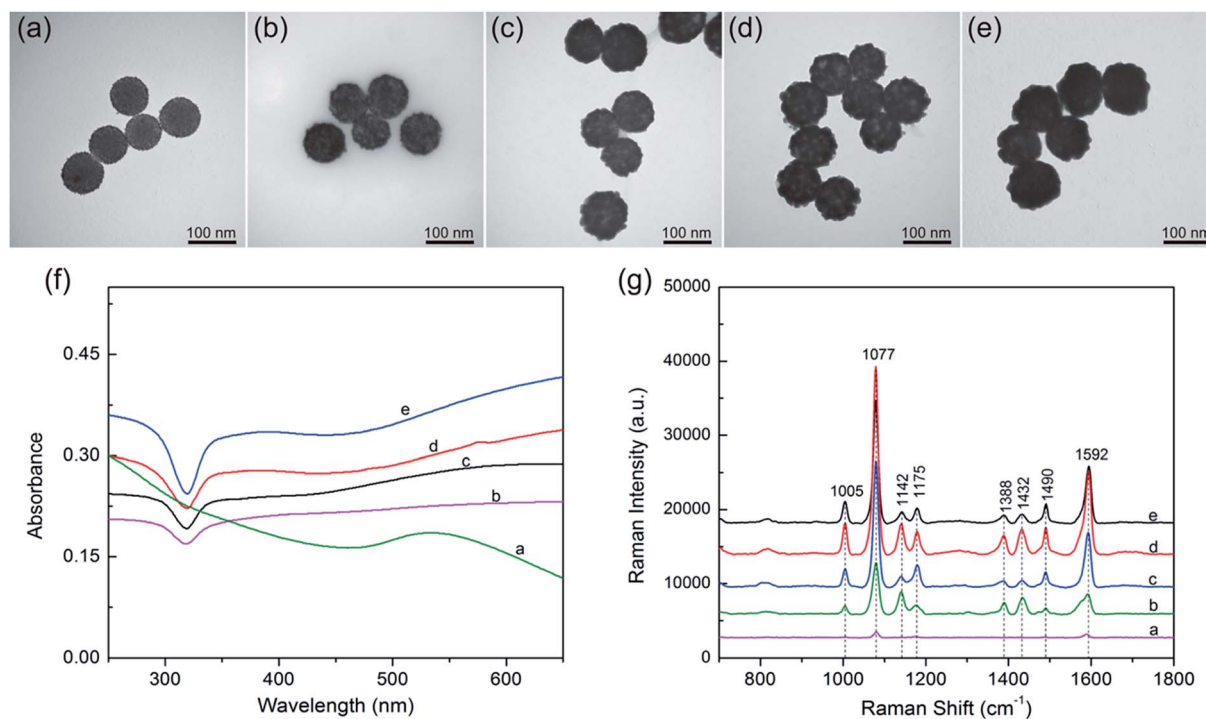 (a)
(b)
(c)
(d)
(e)
100 nm
100 nm
100 nm
100 nm
100 nm
(f)
Absorbance
0.45
0.30
0.15
0.00
e
d
c
b
a
300
400
500
600
Wavelength (nm)
(g)
Raman Intensity (a.u.)
50000
40000
30000
20000
10000
0
1005
1077
1142
1175
1388
1432
1490
1592
e
d
c
b
a
800
1000
1200
1400
1600
1800
Raman Shift (cm⁻¹)